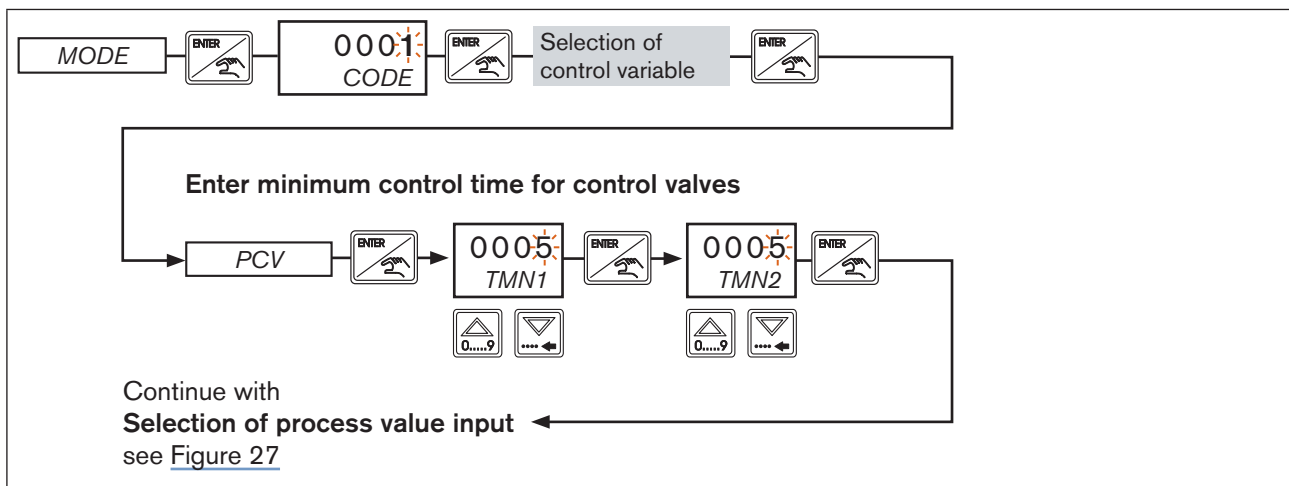 MODE
ENTER
0001
CODE
ENTER
Selection of
control variable
ENTER
Enter minimum control time for control valves
PCV
ENTER
0005
TMN1
ENTER
0005
TMN2
ENTER
0.....9
....
0.....9
....
Continue with
Selection of process value input
see Figure 27